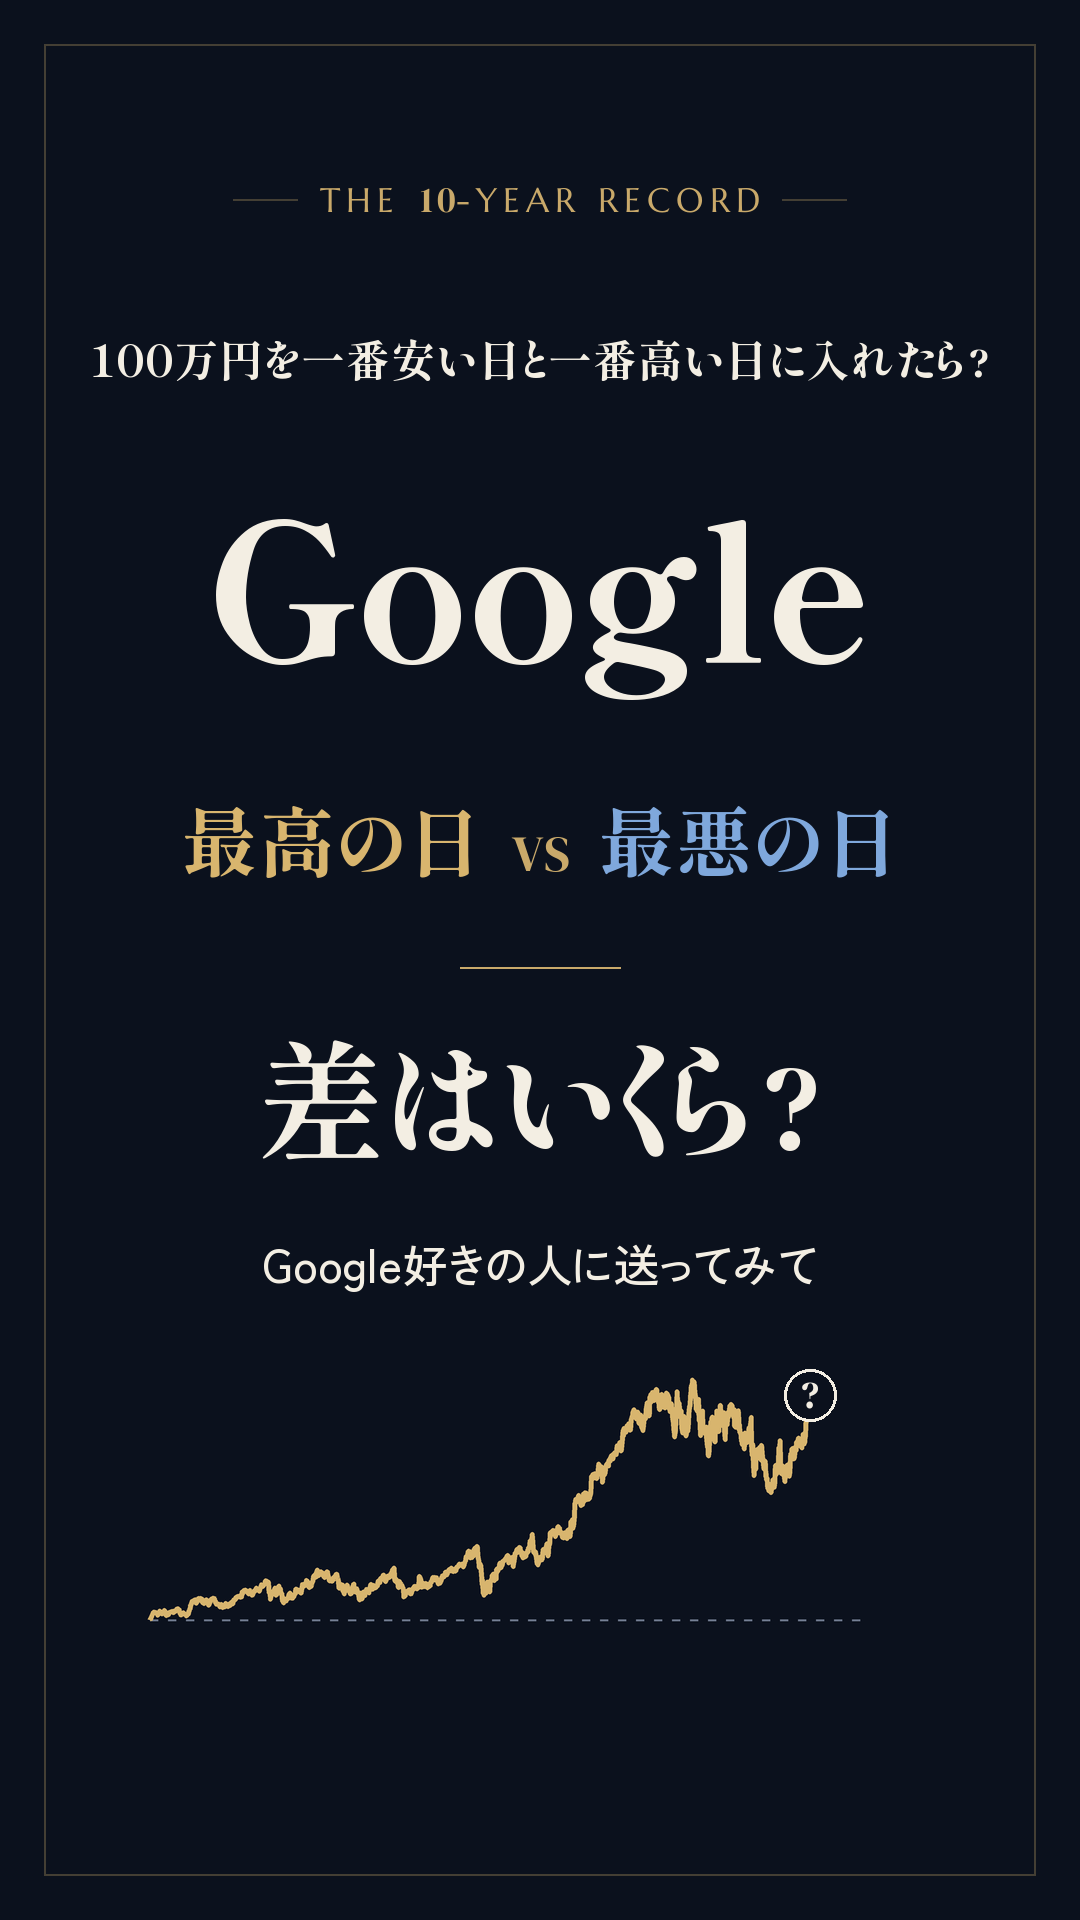 THE 10-YEAR RECORD
100万円を一番安い日と一番高い日に入れたら?
Google
最高の日 vs 最悪の日
差はいくら?
Google好きの人に送ってみて
?